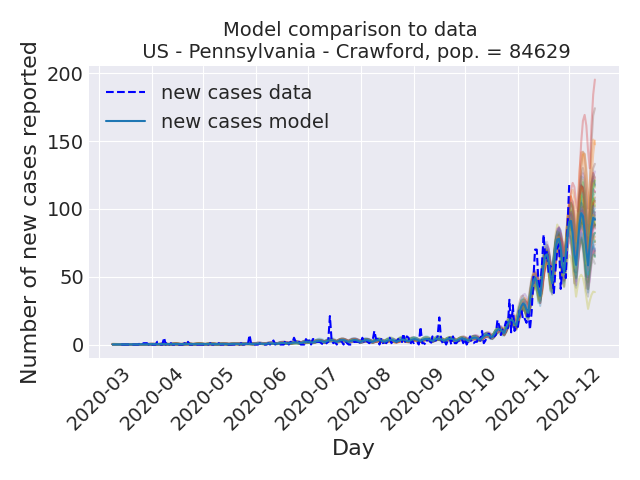 Model comparison to data
US - Pennsylvania - Crawford, pop. = 84629
Number of new cases reported
200
150
100
50
0
new cases data
new cases model
2020-03
2020-04
2020-05
2020-06
2020-07
2020-08
2020-09
2020-10
2020-11
2020-12
Day